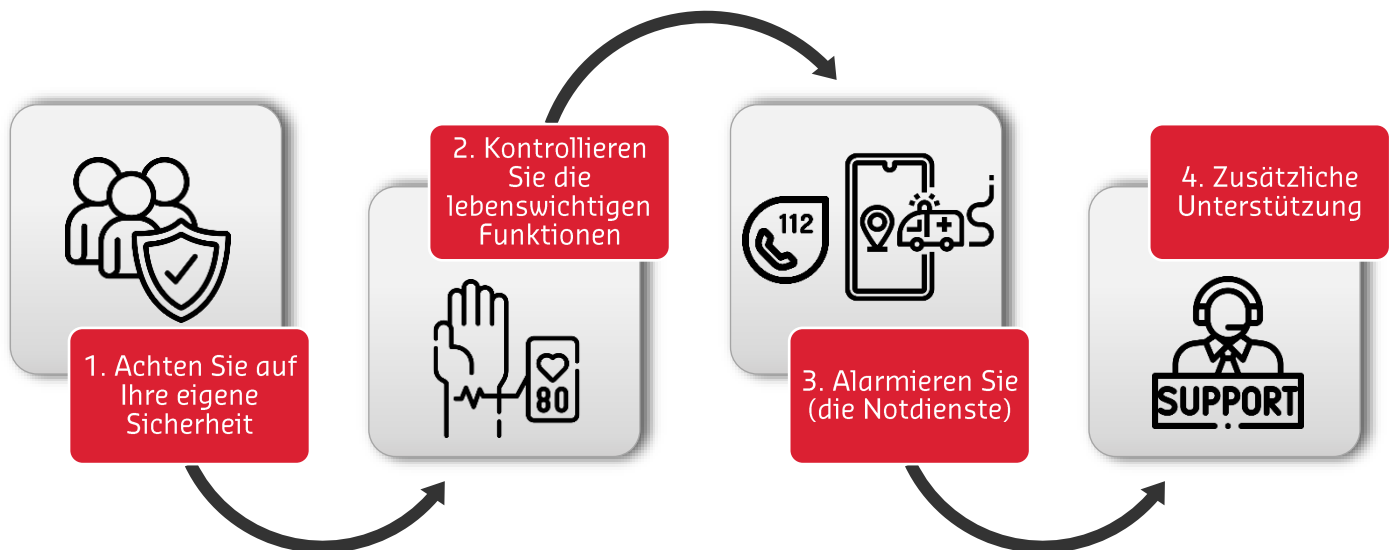 1. Achten Sie auf
Ihre eigene
Sicherheit
2. Kontrollieren
Sie die
lebenswichtigen
Funktionen
80
112
3. Alarmieren Sie
(die Notdienste)
4. Zusätzliche
Unterstützung
SUPPORT